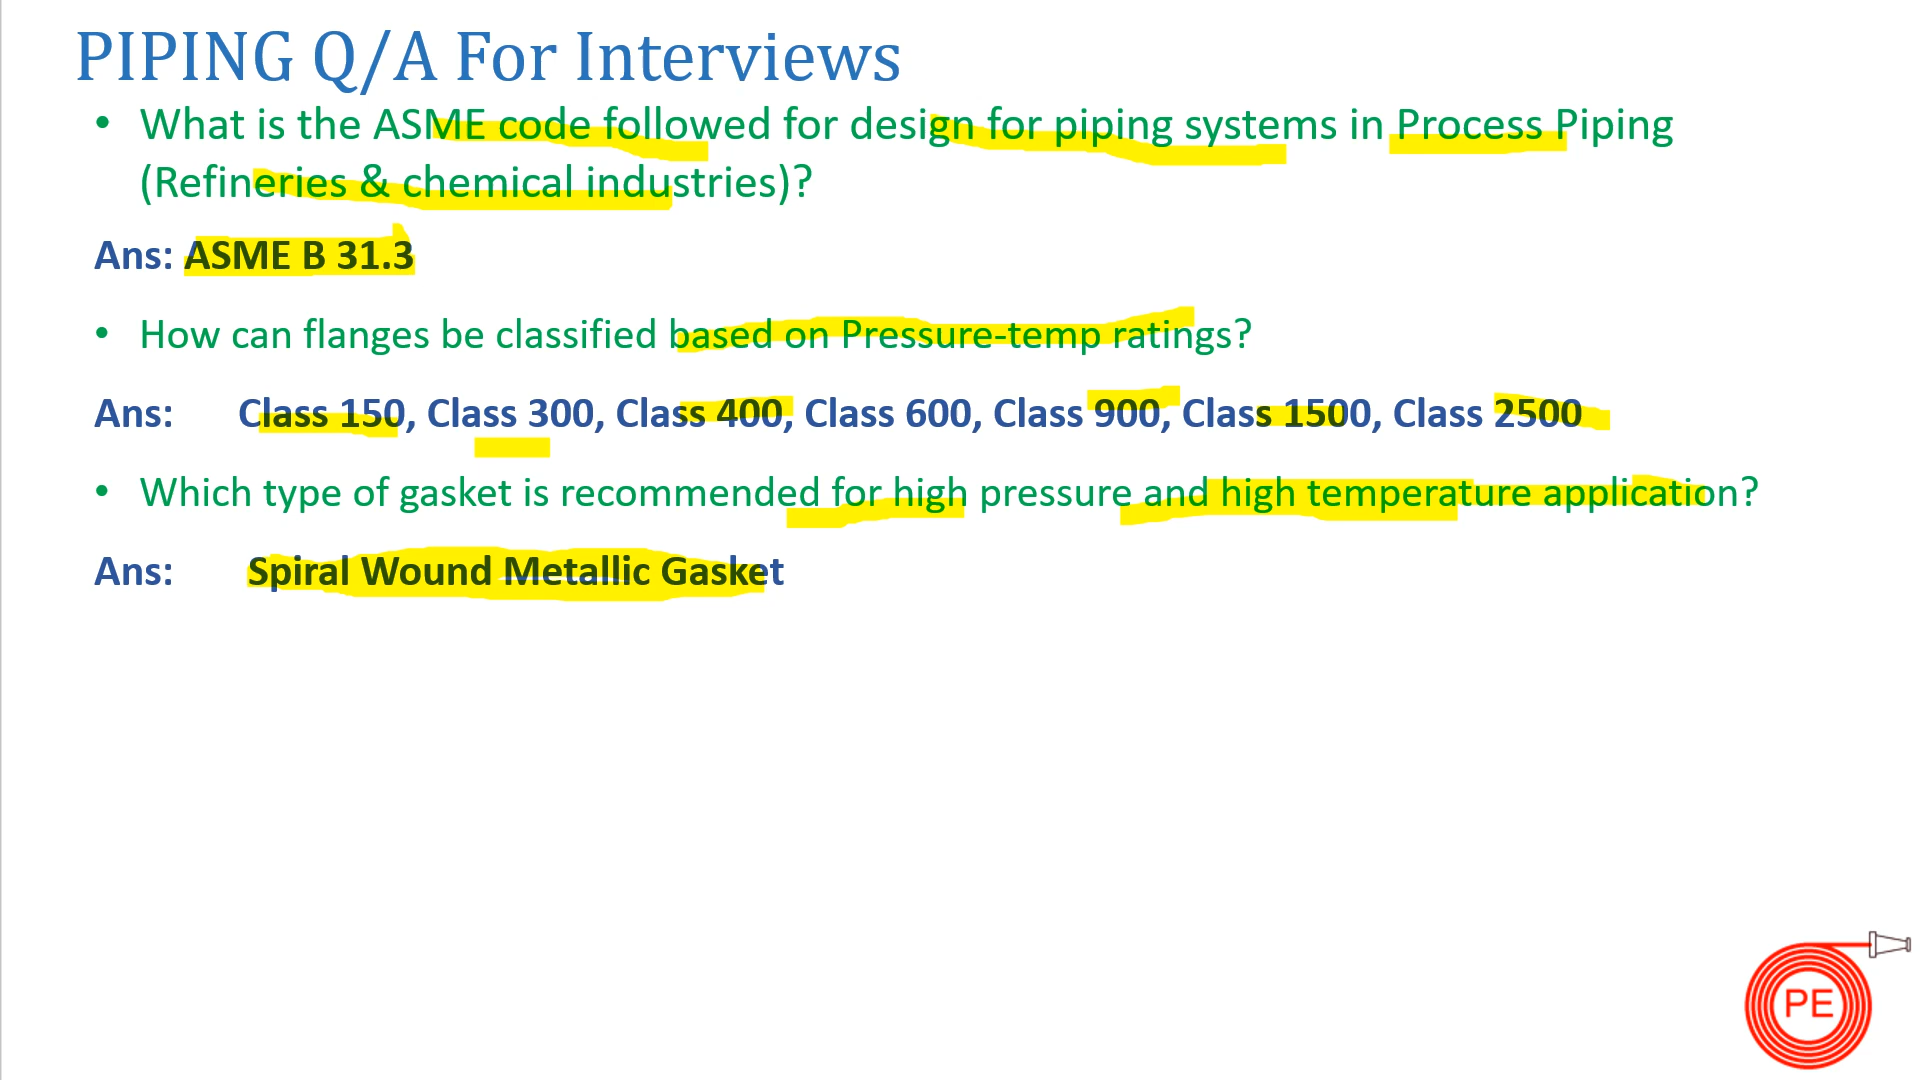 PIPING Q/A For Interviews
• What is the ASME code followed for design for piping systems in Process Piping
(Refineries & chemical industries)?
Ans: ASME B 31.3
• How can flanges be classified based on Pressure-temp ratings?
Ans: Class 150, Class 300, Class 400, Class 600, Class 900, Class 1500, Class 2500
• Which type of gasket is recommended for high pressure and high temperature application?
Ans: Spiral Wound Metallic Gasket
PE